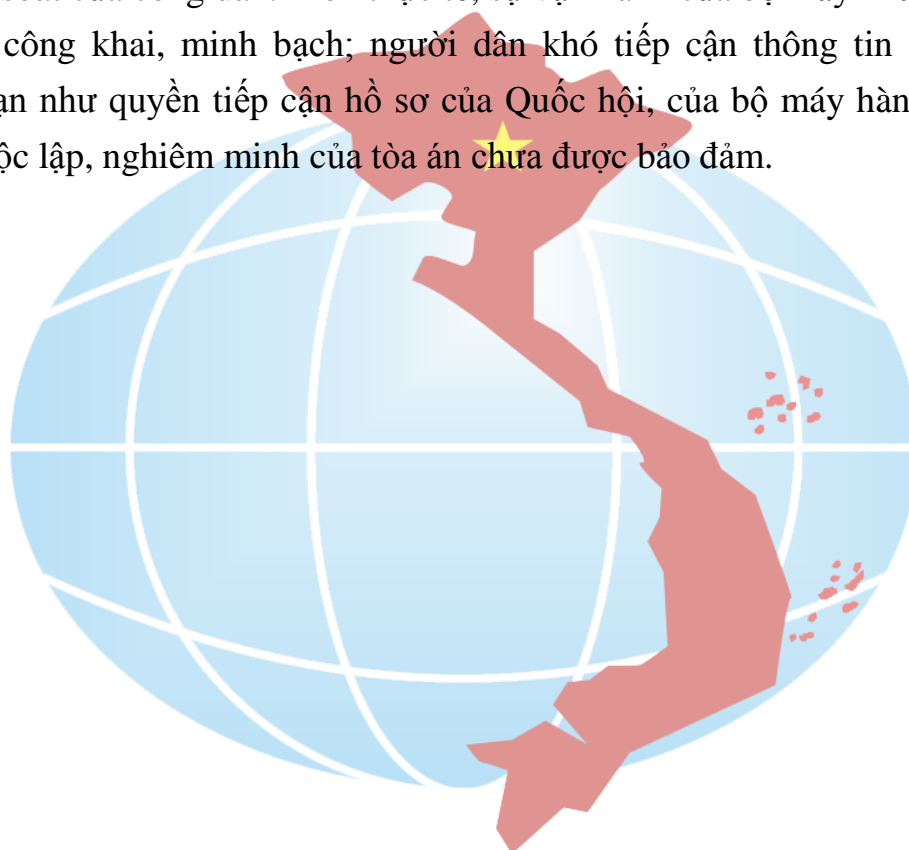 công khai, minh bạch; người dân khó tiếp cận thông tin
như quyền tiếp cận hồ sơ của Quốc hội, của bộ máy hàn
lập, nghiêm minh của tòa án chưa được bảo đảm.